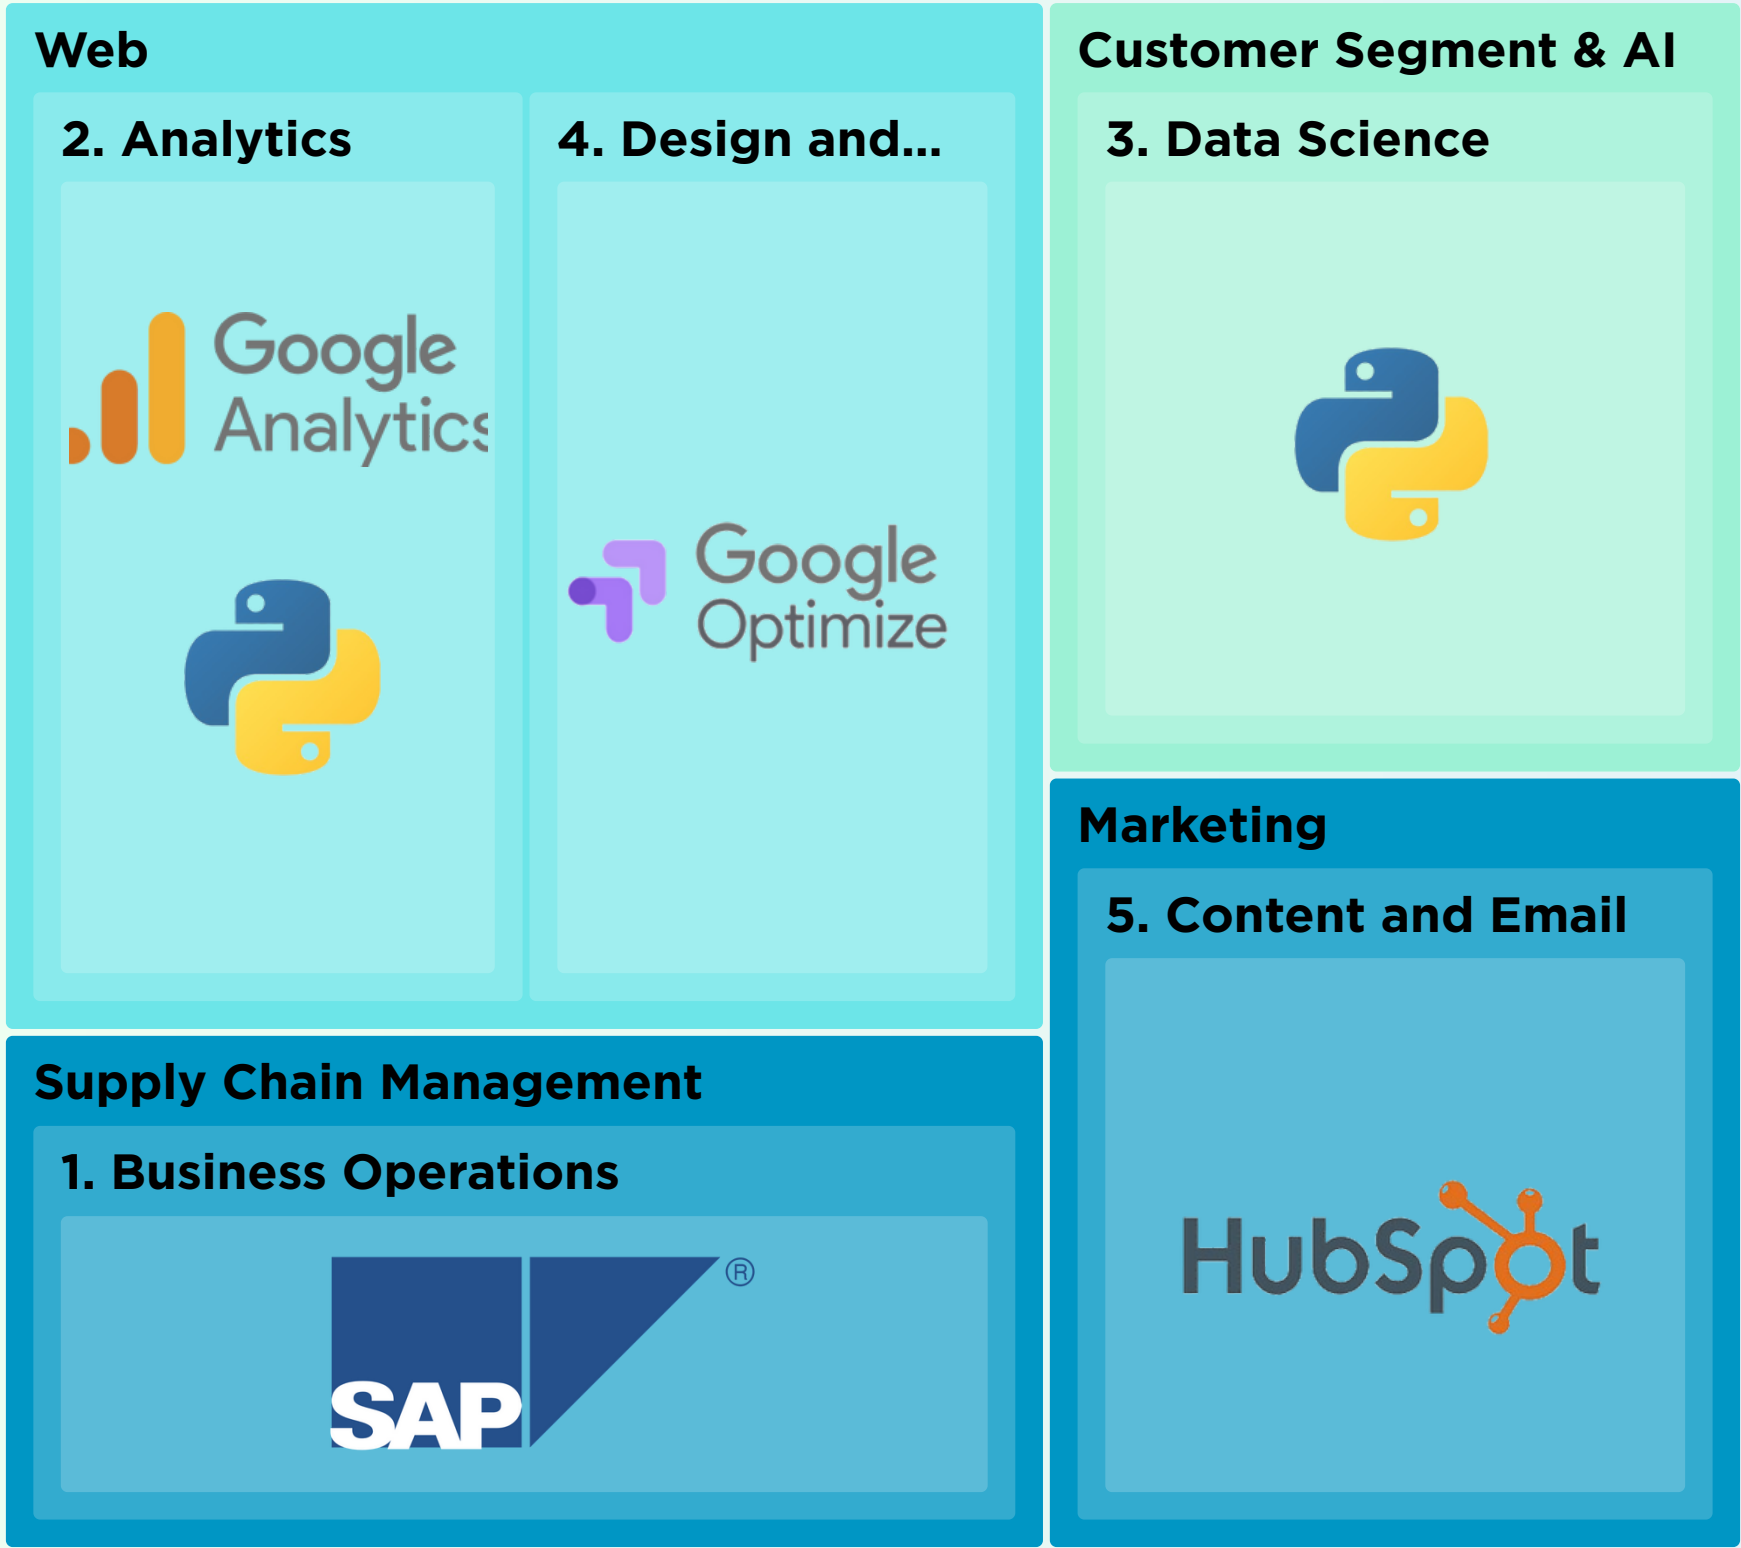 Web
2. Analytics
Google
Analytics
4. Design and...
Google
Optimize
Customer Segment & AI
3. Data Science
Supply Chain Management
1. Business Operations
SAP ®
Marketing
5. Content and Email
HubSpot